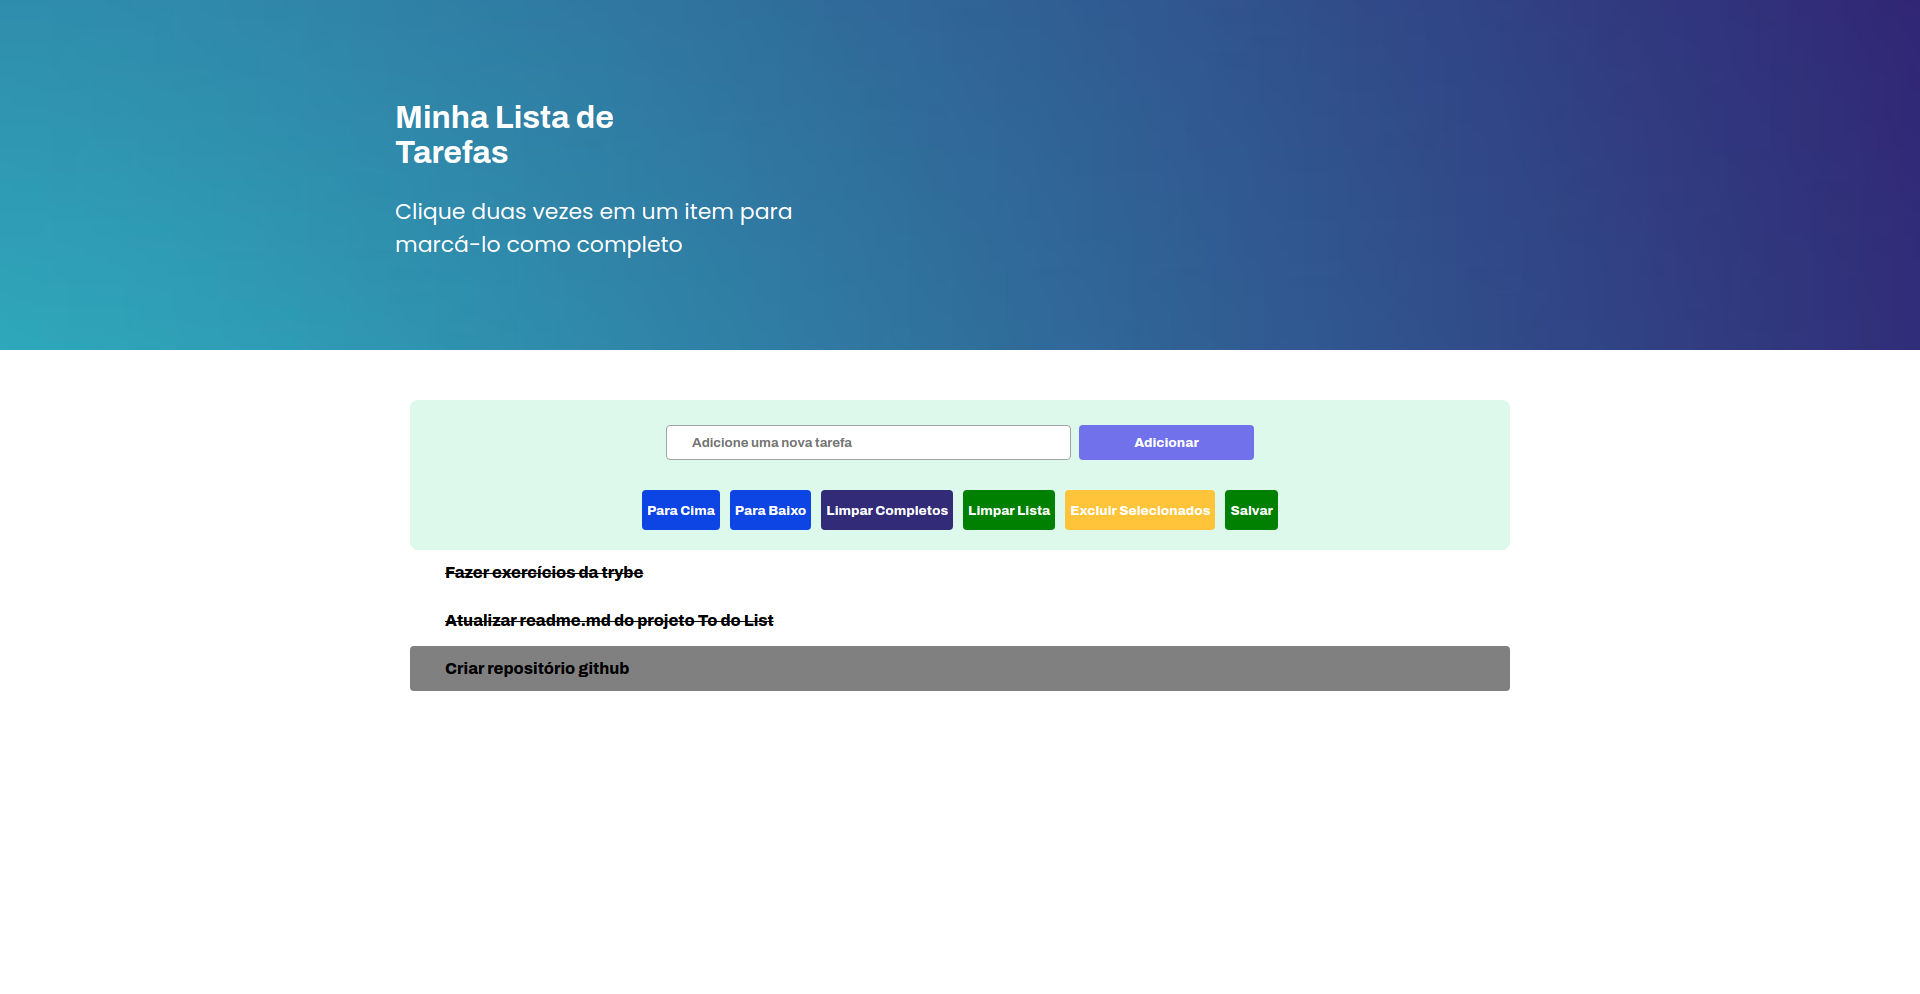 Minha Lista de
Tarefas
Clique duas vezes em um item para
marcá-lo como completo
Adicione uma nova tarefa Adicionar
Para Cima Para Baixo Limpar Completos Limpar Lista Excluir Selecionados Salvar
Fazer exercícios da trybe
Atualizar readme.md do projeto To do List
Criar repositório github